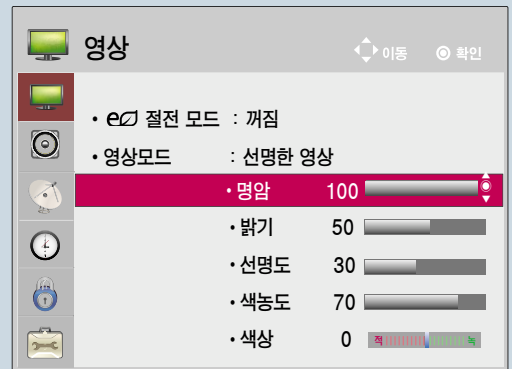 영상
이동 확인
• e 절전 모드 : 꺼짐
• 영상모드 : 선명한 영상
• 명암 100
• 밝기 50
• 선명도 30
• 색농도 70
• 색상 0 적 녹